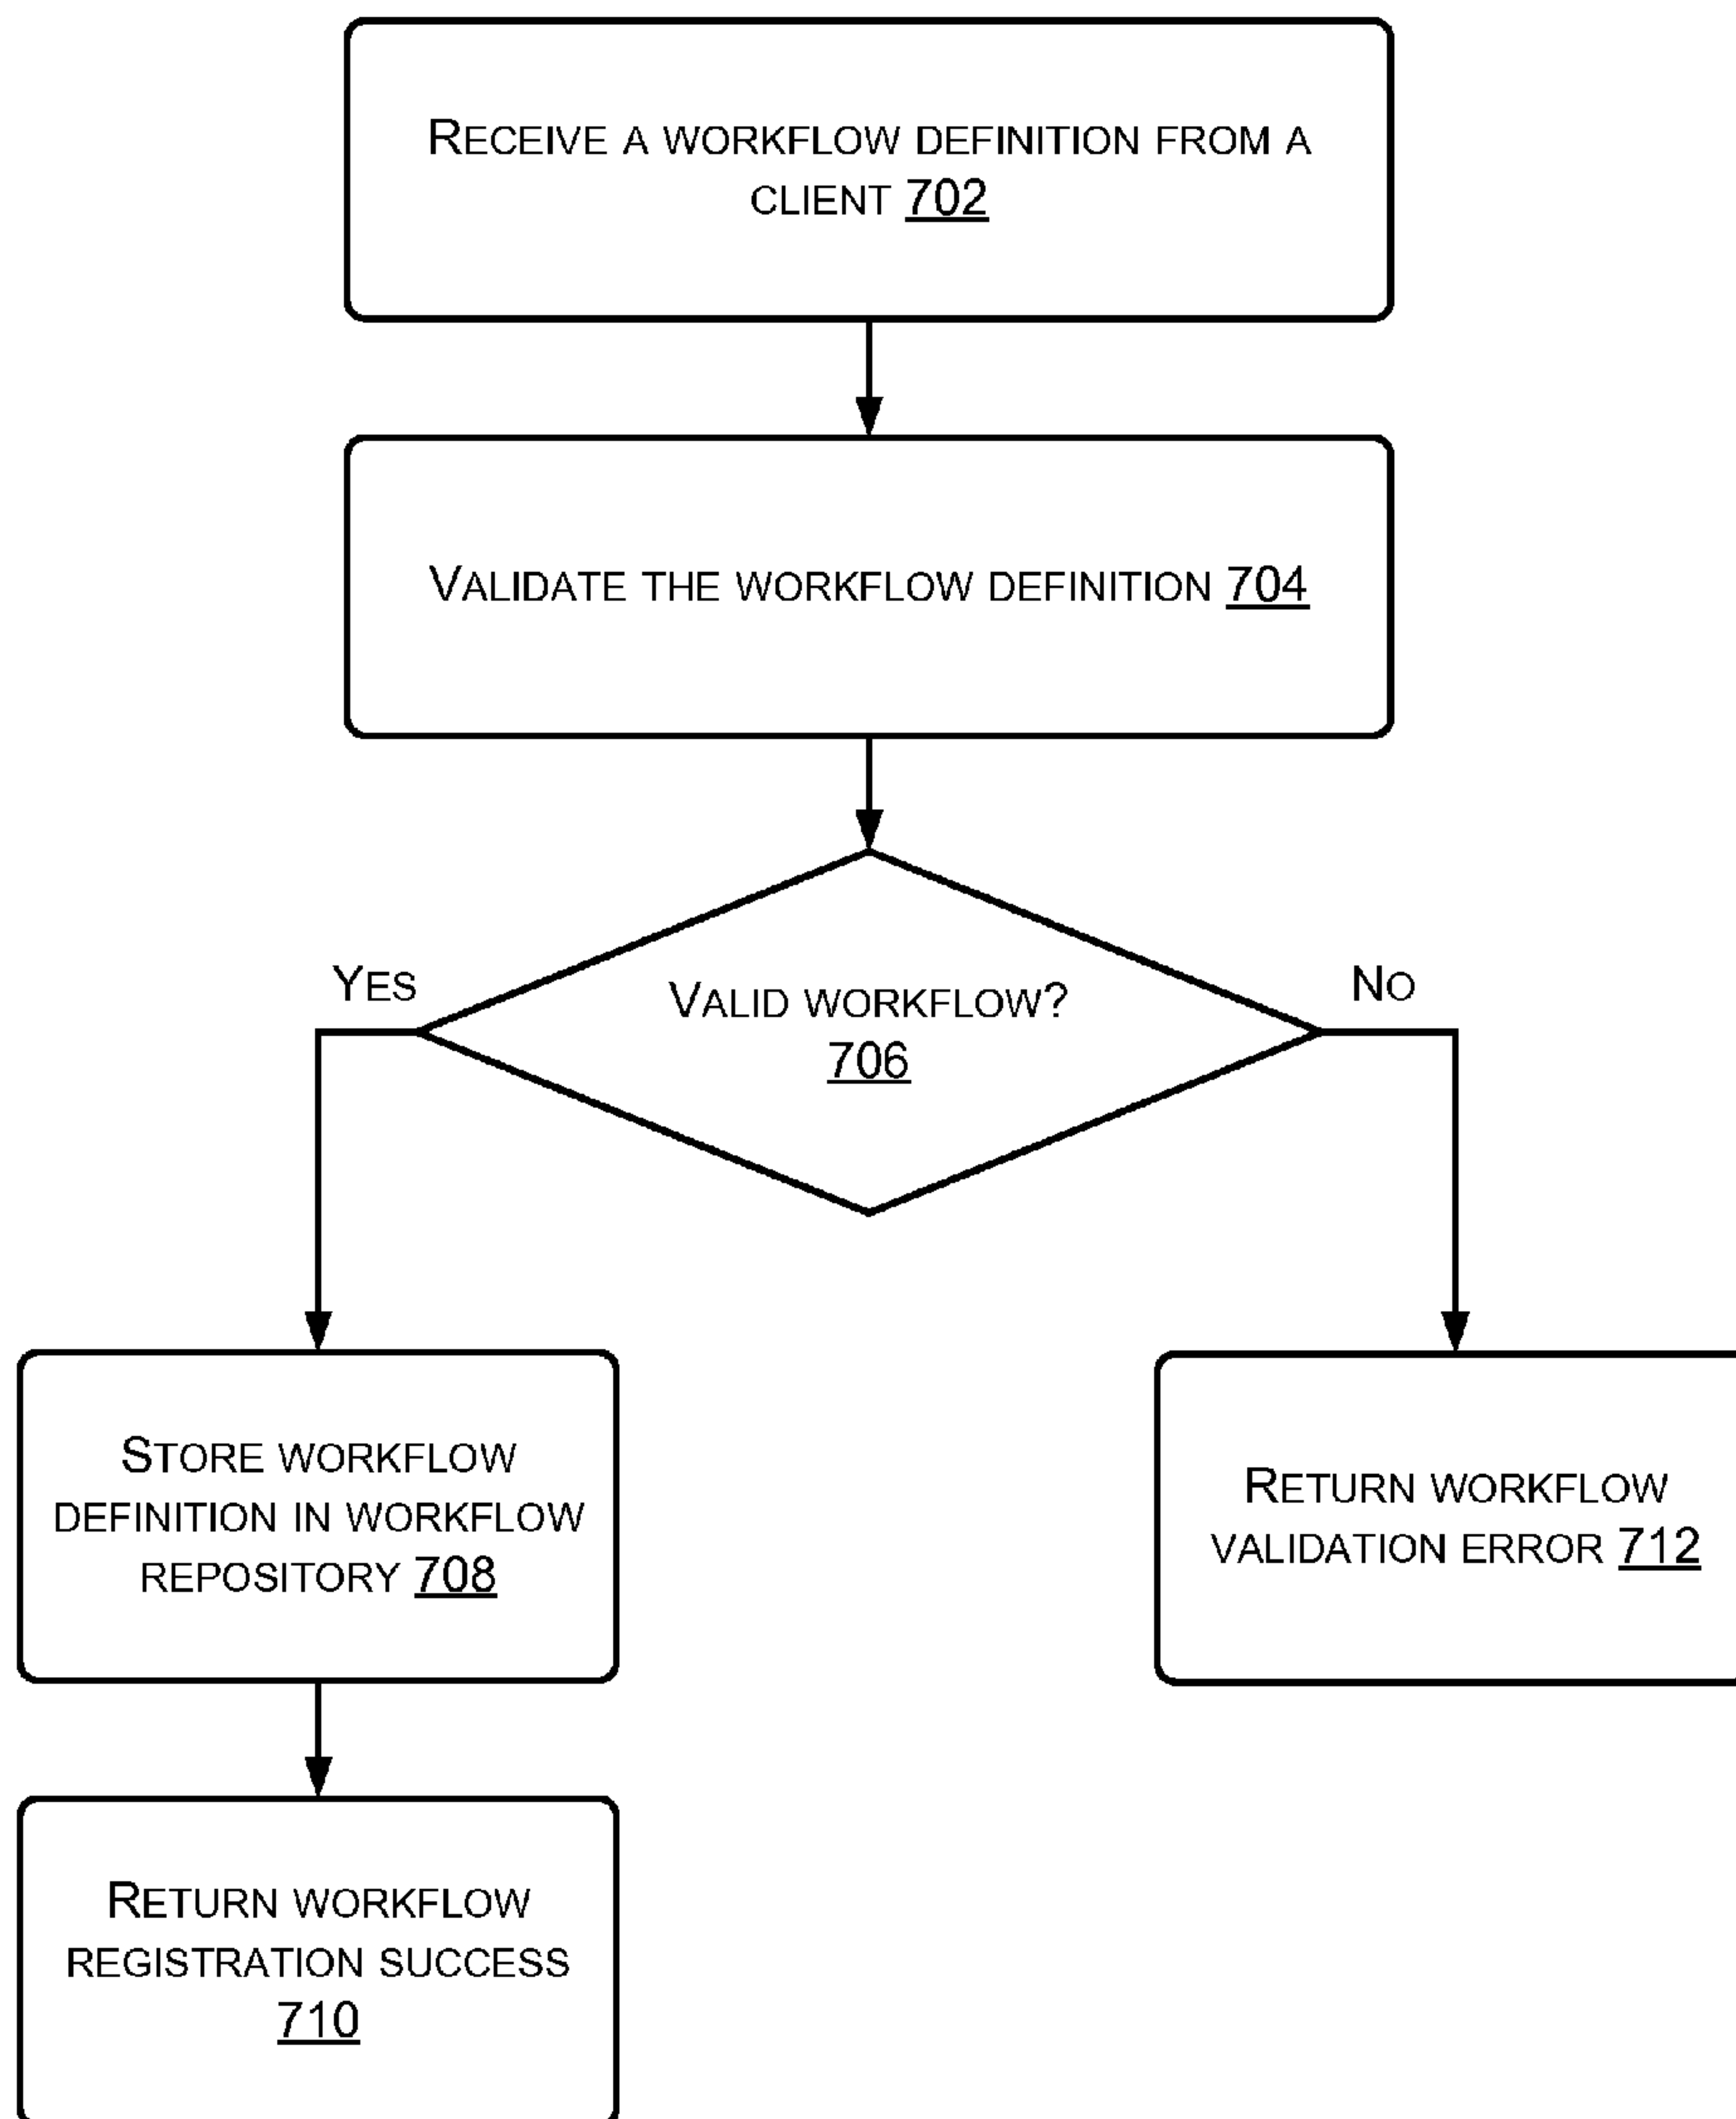 RECEIVE A WORKFLOW DEFINITION FROM A
CLIENT 702
VALIDATE THE WORKFLOW DEFINITION 704
YES
VALID WORKFLOW?
706
NO
STORE WORKFLOW
DEFINITION IN WORKFLOW
REPOSITORY 708
RETURN WORKFLOW
VALIDATION ERROR 712
RETURN WORKFLOW
REGISTRATION SUCCESS
710